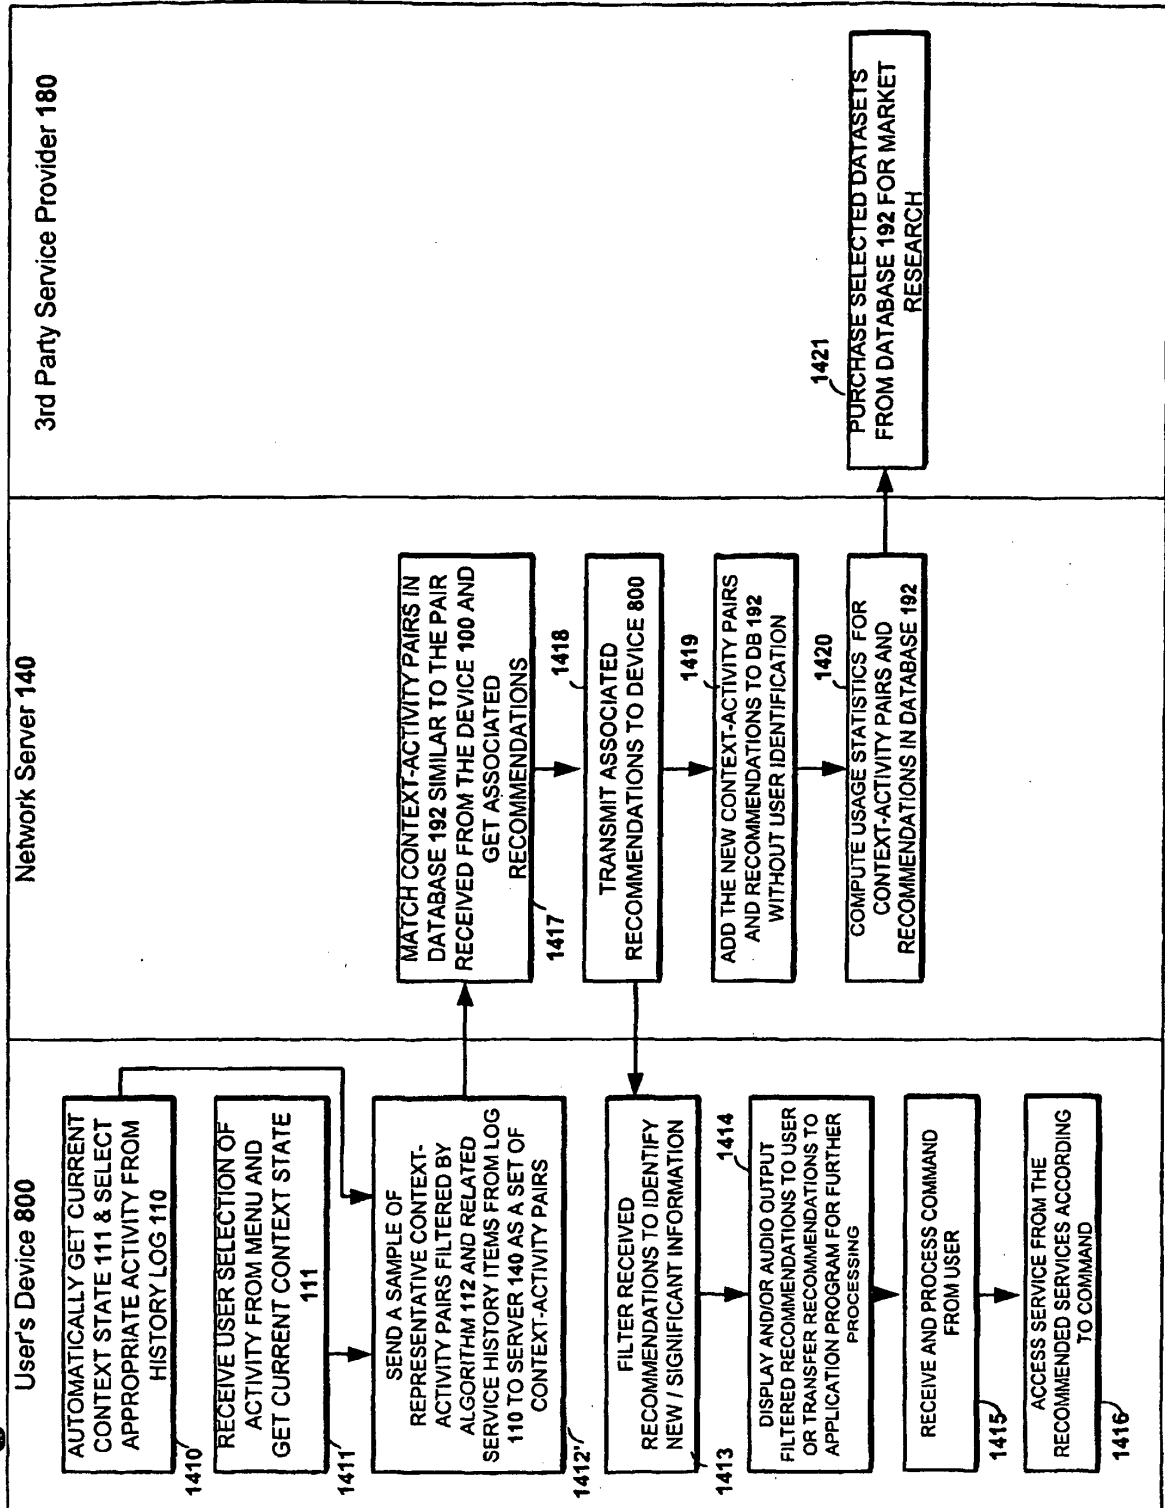 User's Device 800
AUTOMATICALLY GET CURRENT
CONTEXT STATE 111 & SELECT
APPROPRIATE ACTIVITY FROM
HISTORY LOG 110
1410
RECEIVE USER SELECTION OF
ACTIVITY FROM MENU AND
GET CURRENT CONTEXT STATE
111
1411
SEND A SAMPLE OF
REPRESENTATIVE CONTEXT-
ACTIVITY PAIRS FILTERED BY
ALGORITHM 112 AND RELATED
SERVICE HISTORY ITEMS FROM LOG
110 TO SERVER 140 AS A SET OF
CONTEXT-ACTIVITY PAIRS
1412'
FILTER RECEIVED
RECOMMENDATIONS TO IDENTIFY
NEW / SIGNIFICANT INFORMATION
1413
1414
DISPLAY AND/OR AUDIO OUTPUT
FILTERED RECOMMENDATIONS TO USER
OR TRANSFER RECOMMENDATIONS TO
APPLICATION PROGRAM FOR FURTHER
PROCESSING
RECEIVE AND PROCESS COMMAND
FROM USER
1415
ACCESS SERVICE FROM THE
RECOMMENDED SERVICES ACCORDING
TO COMMAND
1416
Network Server 140
MATCH CONTEXT-ACTIVITY PAIRS IN
DATABASE 192 SIMILAR TO THE PAIR
RECEIVED FROM THE DEVICE 100 AND
GET ASSOCIATED
RECOMMENDATIONS
1417
1418
TRANSMIT ASSOCIATED
RECOMMENDATIONS TO DEVICE 800
1419
ADD THE NEW CONTEXT-ACTIVITY PAIRS
AND RECOMMENDATIONS TO DB 192
WITHOUT USER IDENTIFICATION
1420
COMPUTE USAGE STATISTICS FOR
CONTEXT-ACTIVITY PAIRS AND
RECOMMENDATIONS IN DATABASE 192
3rd Party Service Provider 180
1421
PURCHASE SELECTED DATASETS
FROM DATABASE 192 FOR MARKET
RESEARCH